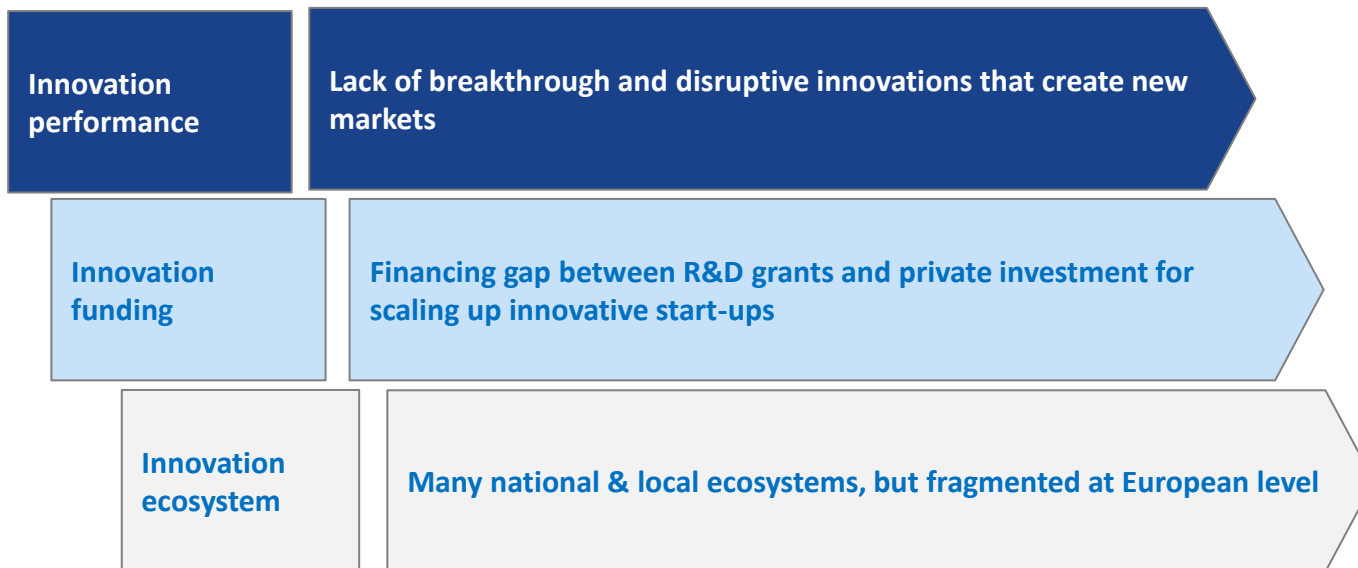 Innovation
performance
Lack of breakthrough and disruptive innovations that create new
markets
Innovation
funding
Financing gap between R&D grants and private investment for
scaling up innovative start-ups
Innovation
ecosystem
Many national & local ecosystems, but fragmented at European level